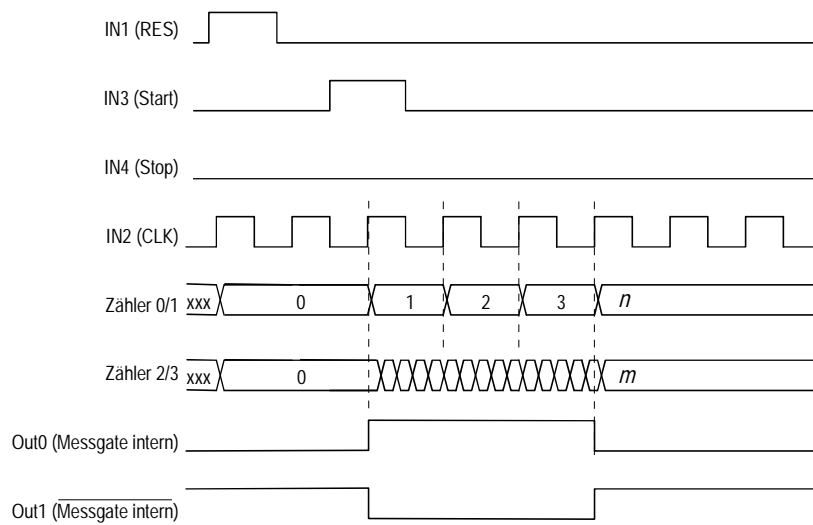 IN1 (RES)
IN3 (Start)
IN4 (Stop)
IN2 (CLK)
Zähler 0/1 xxx 0 1 2 3 n
Zähler 2/3 xxx 0 m
Out0 (Messgate intern)
Out1 (Messgate intern)